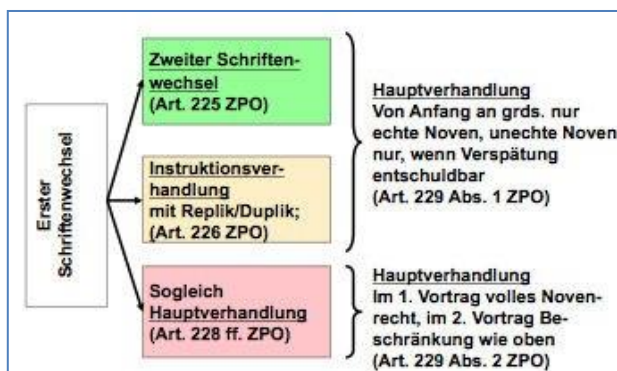 Erster
Schriftenwechsel
Zweiter Schriften-
wechsel
(Art. 225 ZPO)
Instruktionsver-
handlung
mit Replik/Duplik;
(Art. 226 ZPO)
Sogleich
Hauptverhandlung
(Art. 228 ff. ZPO)
Hauptverhandlung
Von Anfang an grds. nur
echte Noven, unechte Noven
nur, wenn Verspätung
entschuldbar
(Art. 229 Abs. 1 ZPO)
Hauptverhandlung
Im 1. Vortrag volles Noven-
recht, im 2. Vortrag Be-
schränkung wie oben
(Art. 229 Abs. 2 ZPO)